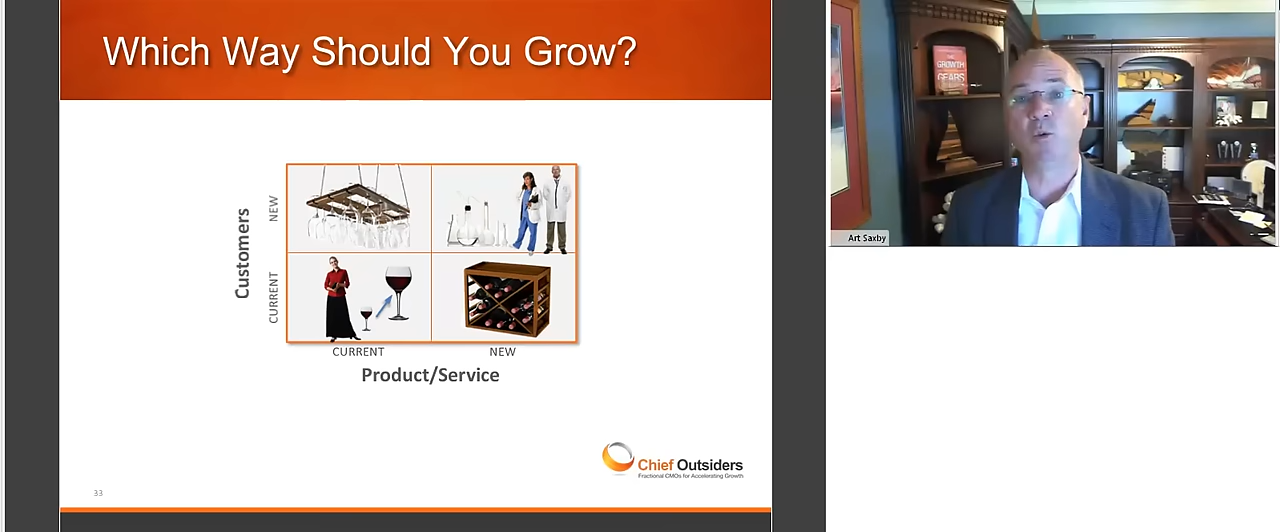 Which Way Should You Grow?
Customers
NEW
CURRENT
CURRENT
NEW
Product/Service
Chief Outsiders
Fractional CMOs for Accelerating Growth
33
THE
GROWTH
GEARS
Art Saxby